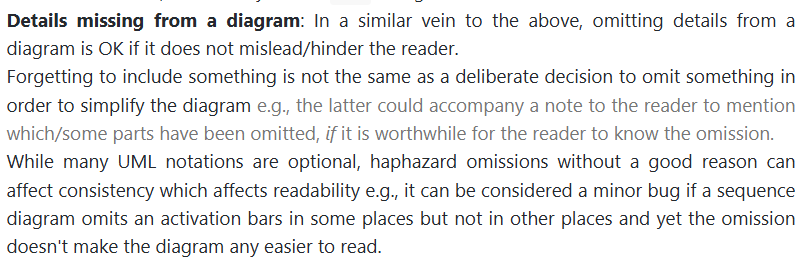 Details missing from a diagram: In a similar vein to the above, omitting details from a
diagram is OK if it does not mislead/hinder the reader.
Forgetting to include something is not the same as a deliberate decision to omit something in
order to simplify the diagram e.g., the latter could accompany a note to the reader to mention
which/some parts have been omitted, if it is worthwhile for the reader to know the omission.
While many UML notations are optional, haphazard omissions without a good reason can
affect consistency which affects readability e.g., it can be considered a minor bug if a sequence
diagram omits an activation bars in some places but not in other places and yet the omission
doesn't make the diagram any easier to read.